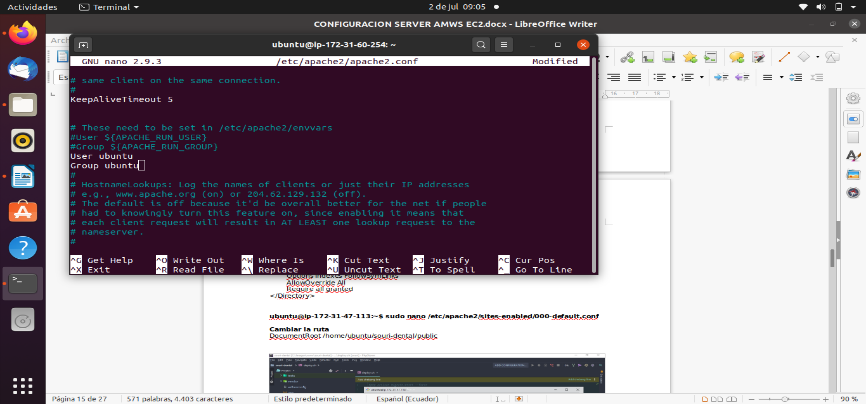 Actividades
Terminal
2 de jul 09:05
CONFIGURACION SERVER AMWS EC2.docx - LibreOffice Writer
ubuntu@ip-172-31-60-254: ~
GNU nano 2.9.3 /etc/apache2/apache2.conf Modified
# same client on the same connection.
#
KeepAliveTimeout 5
# These need to be set in /etc/apache2/envvars
#User ${APACHE_RUN_USER}
#Group ${APACHE_RUN_GROUP}
User ubuntu
Group ubuntu
#
# HostnameLookups: Log the names of clients or just their IP addresses
# e.g., www.apache.org (on) or 204.62.129.132 (off).
# The default is off because it'd be overall better for the net if people
# had to knowingly turn this feature on, since enabling it means that
# each client request will result in AT LEAST one lookup request to the
# nameserver.
#
^G Get Help ^O Write Out ^W Where Is ^K Cut Text ^J Justify ^C Cur Pos
^X Exit ^R Read File ^\ Replace ^U Uncut Text ^T To Spell ^_ Go To Line
Options Indexes FollowSymLinks
AllowOverride All
Require all granted
</Directory>
ubuntu@ip-172-31-47-113:~$ sudo nano /etc/apache2/sites-enabled/000-default.conf
Cambiar la ruta
DocumentRoot /home/ubuntu/souri-dental/public
Página 15 de 27 571 palabras, 4.403 caracteres Estilo predeterminado Español (Ecuador) 90 %